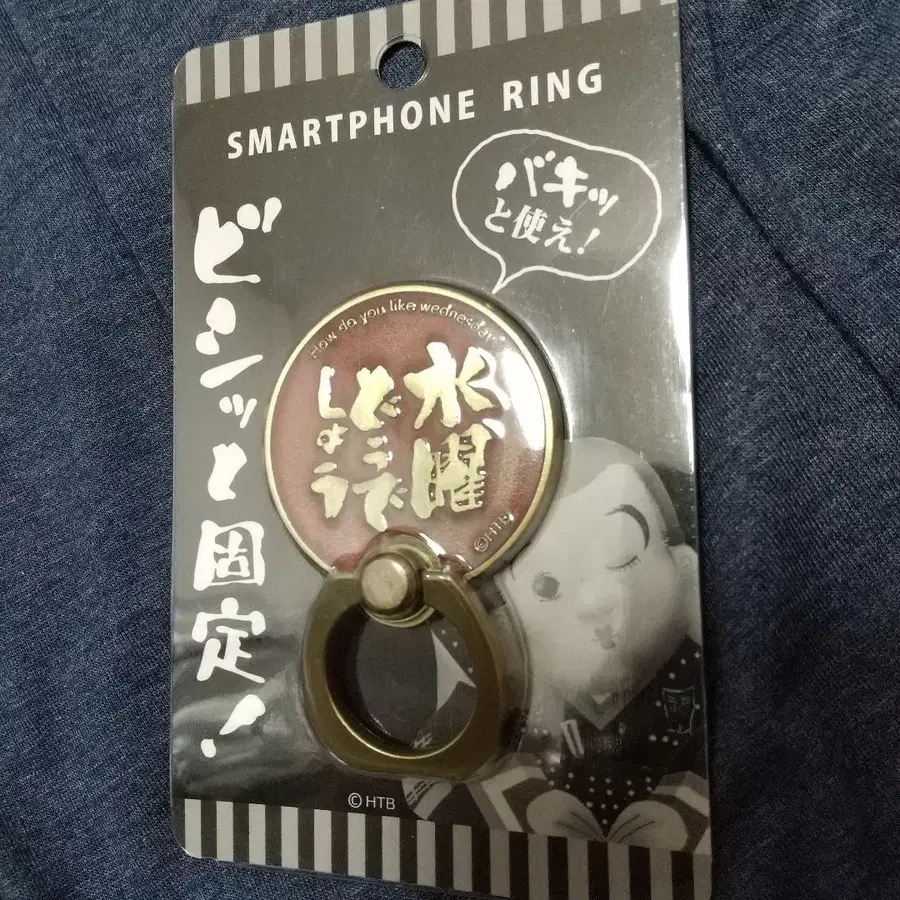 SMARTPHONE RING
バキッ
と使え!
ビシッと固定!
How do you like wednesday?
水曜
どうで
しょう
©HTB
©HTB